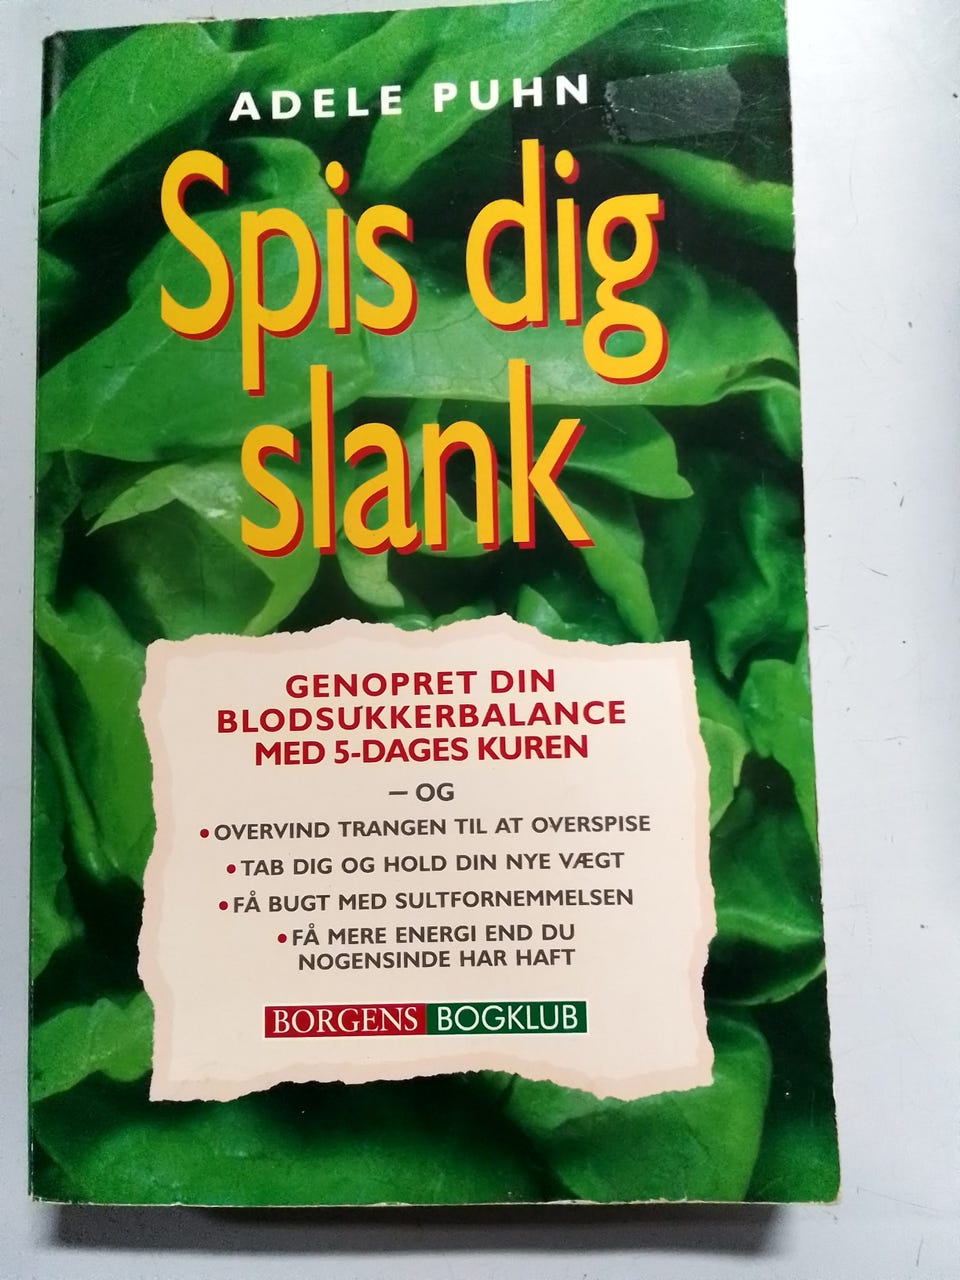 ADELE PUHN
Spis dig
slank
GENOPRET DIN
BLODSUKKERBALANCE
MED 5-DAGES KUREN
– OG
•OVERVIND TRANGEN TIL AT OVERSPISE
•TAB DIG OG HOLD DIN NYE VÆGT
•FÅ BUGT MED SULTFORNEMMELSEN
•FÅ MERE ENERGI END DU
NOGENSINDE HAR HAFT
BORGENS BOGKLUB